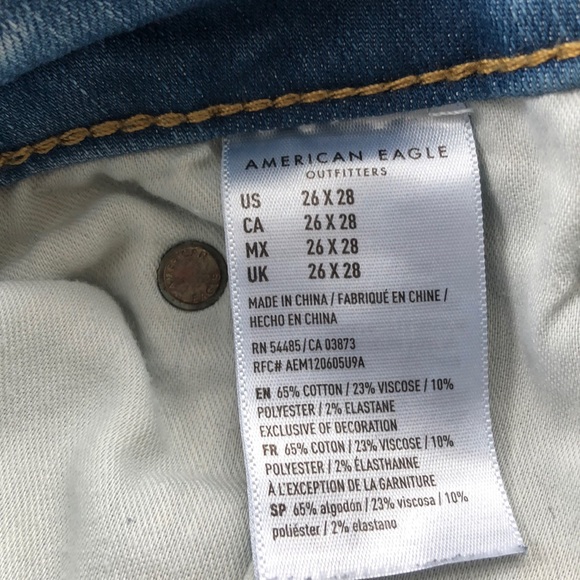 AMERICAN EAGLE
OUTFITTERS
US 26 X 28
CA 26 X 28
MX 26 X 28
UK 26 X 28
MADE IN CHINA / FABRIQUÉ EN CHINE /
HECHO EN CHINA
RN 54485 / CA 03873
RFC# AEM120605U9A
EN 65% COTTON / 23% VISCOSE / 10%
POLYESTER / 2% ELASTANE
EXCLUSIVE OF DECORATION
FR 65% COTON / 23% VISCOSE / 10%
POLYESTER / 2% ÉLASTHANNE
À L'EXCEPTION DE LA GARNITURE
SP 65% algodón / 23% viscosa / 10%
poliéster / 2% elastano